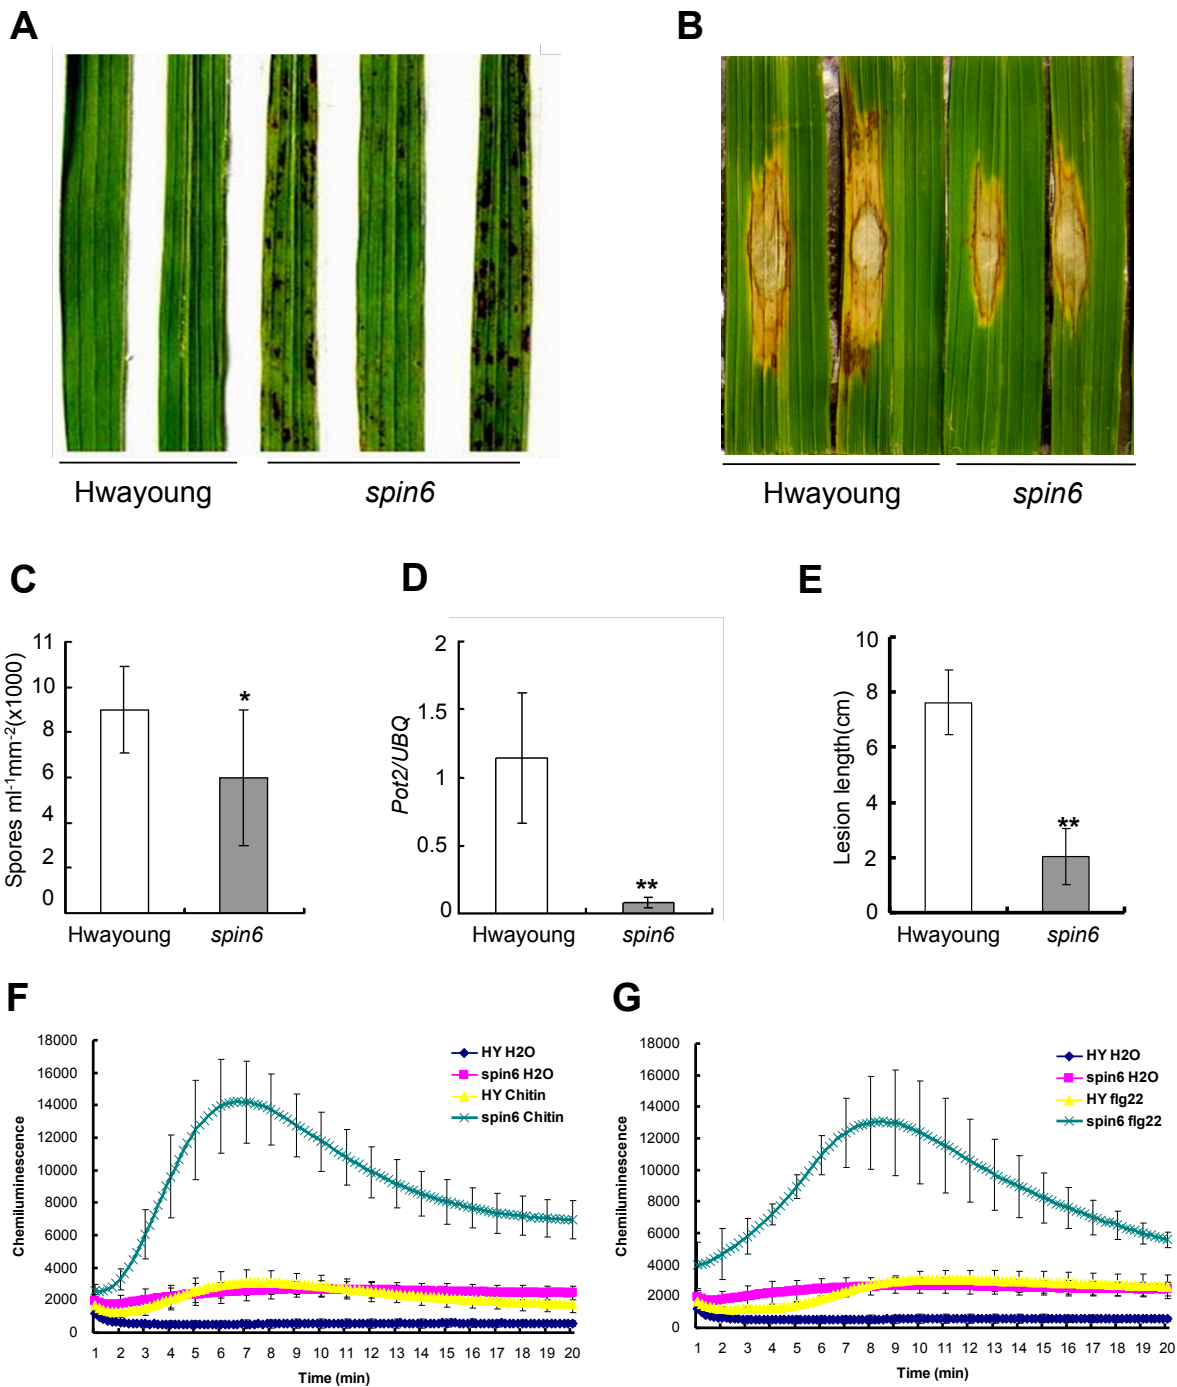 A
B
Hwayoung
spin6
Hwayoung
spin6
C
D
E
Spores ml-1mm-2(x1000)
11
10
8
6
4
2
0
*
Hwayoung
spin6
Pot2/UBQ
2
1.5
1
0.5
0
**
Hwayoung
spin6
Lesion length(cm)
10
8
6
4
2
0
**
Hwayoung
spin6
F
G
Chemiluminescence
18000
16000
14000
12000
10000
8000
6000
4000
2000
0
HY H2O
spin6 H2O
HY Chitin
spin6 Chitin
1 2 3 4 5 6 7 8 9 10 11 12 13 14 15 16 17 18 19 20
Time (min)
Chemiluminescence
18000
16000
14000
12000
10000
8000
6000
4000
2000
0
HY H2O
spin6 H2O
HY flg22
spin6 flg22
1 2 3 4 5 6 7 8 9 10 11 12 13 14 15 16 17 18 19 20
Time (min)